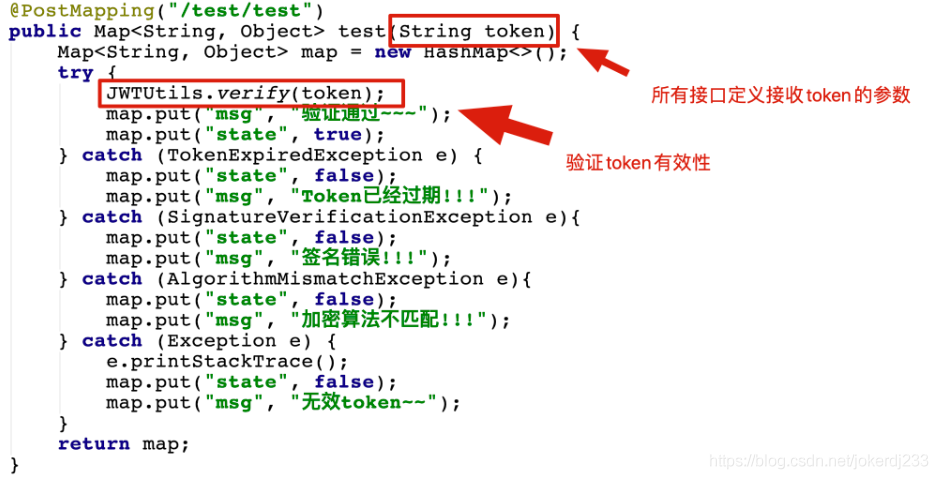 @PostMapping("/test/test")
public Map<String, Object> test(String token) {
    Map<String, Object> map = new HashMap<>();
    try {
        JWTUtils.verify(token);
        map.put("msg", "验证通过~~~");
        map.put("state", true);
    } catch (TokenExpiredException e) {
        map.put("state", false);
        map.put("msg", "Token已经过期!!!");
    } catch (SignatureVerificationException e){
        map.put("state", false);
        map.put("msg", "签名错误!!!");
    } catch (AlgorithmMismatchException e){
        map.put("state", false);
        map.put("msg", "加密算法不匹配!!!");
    } catch (Exception e) {
        e.printStackTrace();
        map.put("state", false);
        map.put("msg", "无效token~~");
    }
    return map;
}
所有接口定义接收token的参数
验证token有效性
https://blog.csdn.net/jokerdj233